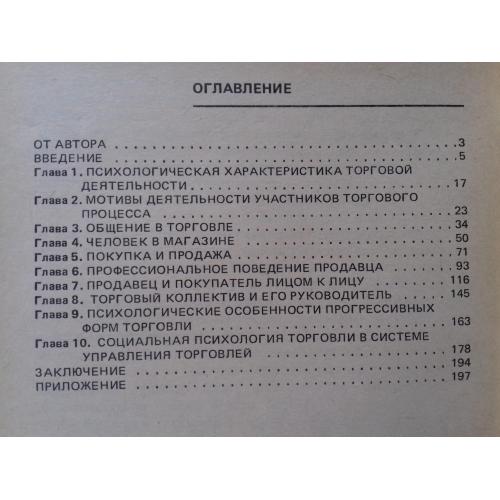 ОГЛАВЛЕНИЕ
ОТ АВТОРА . . . . . . . . . . . . . . . . . . . . . . . . . . . . . . . 3
ВВЕДЕНИЕ . . . . . . . . . . . . . . . . . . . . . . . . . . . . . . . 5
Глава 1. ПСИХОЛОГИЧЕСКАЯ ХАРАКТЕРИСТИКА ТОРГОВОЙ
ДЕЯТЕЛЬНОСТИ . . . . . . . . . . . . . . . . . . . . . . . . 17
Глава 2. МОТИВЫ ДЕЯТЕЛЬНОСТИ УЧАСТНИКОВ ТОРГОВОГО
ПРОЦЕССА . . . . . . . . . . . . . . . . . . . . . . . . . . 23
Глава 3. ОБЩЕНИЕ В ТОРГОВЛЕ . . . . . . . . . . . . . . . . . . . 34
Глава 4. ЧЕЛОВЕК В МАГАЗИНЕ . . . . . . . . . . . . . . . . . . . 50
Глава 5. ПОКУПКА И ПРОДАЖА . . . . . . . . . . . . . . . . . . . 71
Глава 6. ПРОФЕССИОНАЛЬНОЕ ПОВЕДЕНИЕ ПРОДАВЦА . . . . . 93
Глава 7. ПРОДАВЕЦ И ПОКУПАТЕЛЬ ЛИЦОМ К ЛИЦУ . . . . . . 116
Глава 8. ТОРГОВЫЙ КОЛЛЕКТИВ И ЕГО РУКОВОДИТЕЛЬ . . . . 145
Глава 9. ПСИХОЛОГИЧЕСКИЕ ОСОБЕННОСТИ ПРОГРЕССИВНЫХ
ФОРМ ТОРГОВЛИ . . . . . . . . . . . . . . . . . . . . . . 163
Глава 10. СОЦИАЛЬНАЯ ПСИХОЛОГИЯ ТОРГОВЛИ В СИСТЕМЕ
УПРАВЛЕНИЯ ТОРГОВЛЕЙ . . . . . . . . . . . . . . . . . 178
ЗАКЛЮЧЕНИЕ . . . . . . . . . . . . . . . . . . . . . . . . . . . . 194
ПРИЛОЖЕНИЕ . . . . . . . . . . . . . . . . . . . . . . . . . . . . 197